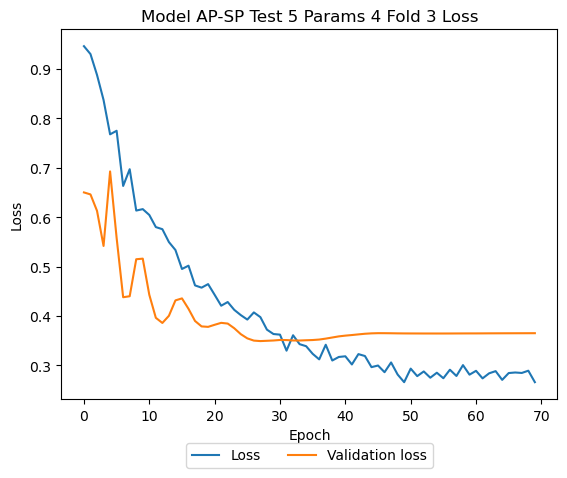 Model AP-SP Test 5 Params 4 Fold 3 Loss
0.9
0.8
0.7
0.6
0.5
0.4
0.3
Loss
0 10 20 30 40 50 60 70
Epoch
Loss Validation loss